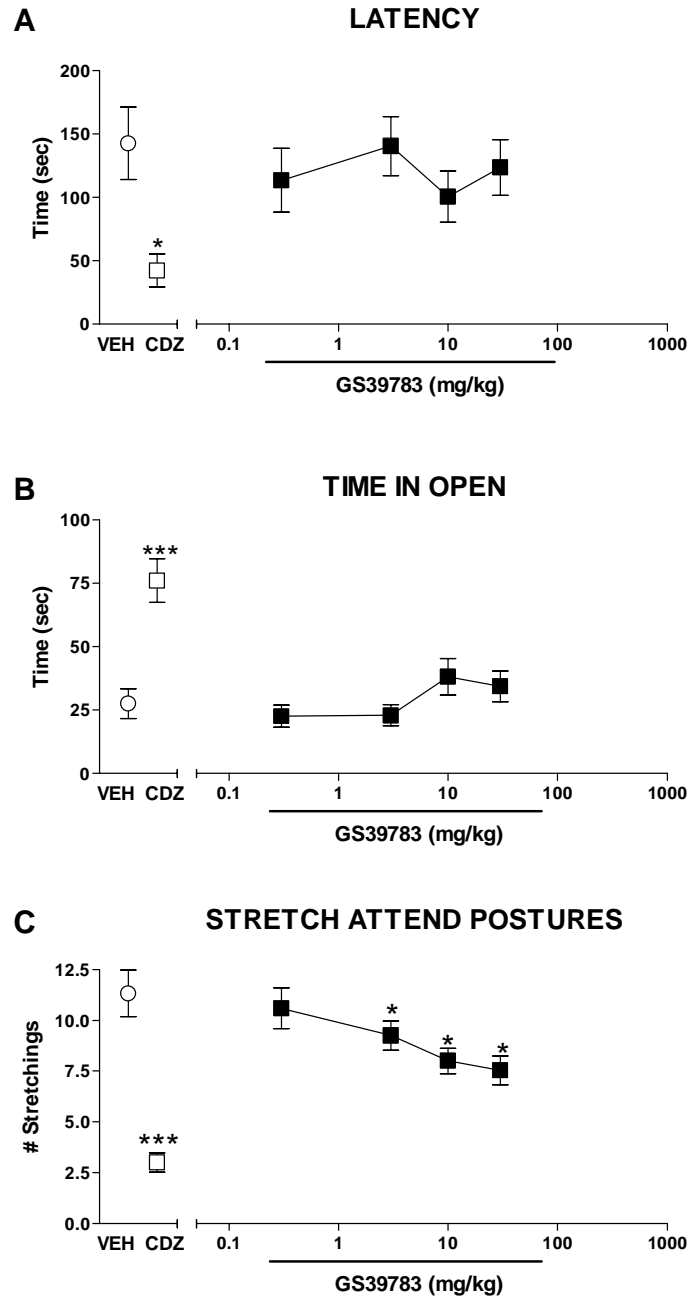 A
LATENCY
200
150
100
50
0
Time (sec)
*
VEH CDZ
0.1 1 10 100 1000
GS39783 (mg/kg)
B
TIME IN OPEN
100
75
50
25
0
Time (sec)
***
VEH CDZ
0.1 1 10 100 1000
GS39783 (mg/kg)
C
STRETCH ATTEND POSTURES
12.5
10.0
7.5
5.0
2.5
0.0
# Stretchings
***
* * *
VEH CDZ
0.1 1 10 100 1000
GS39783 (mg/kg)